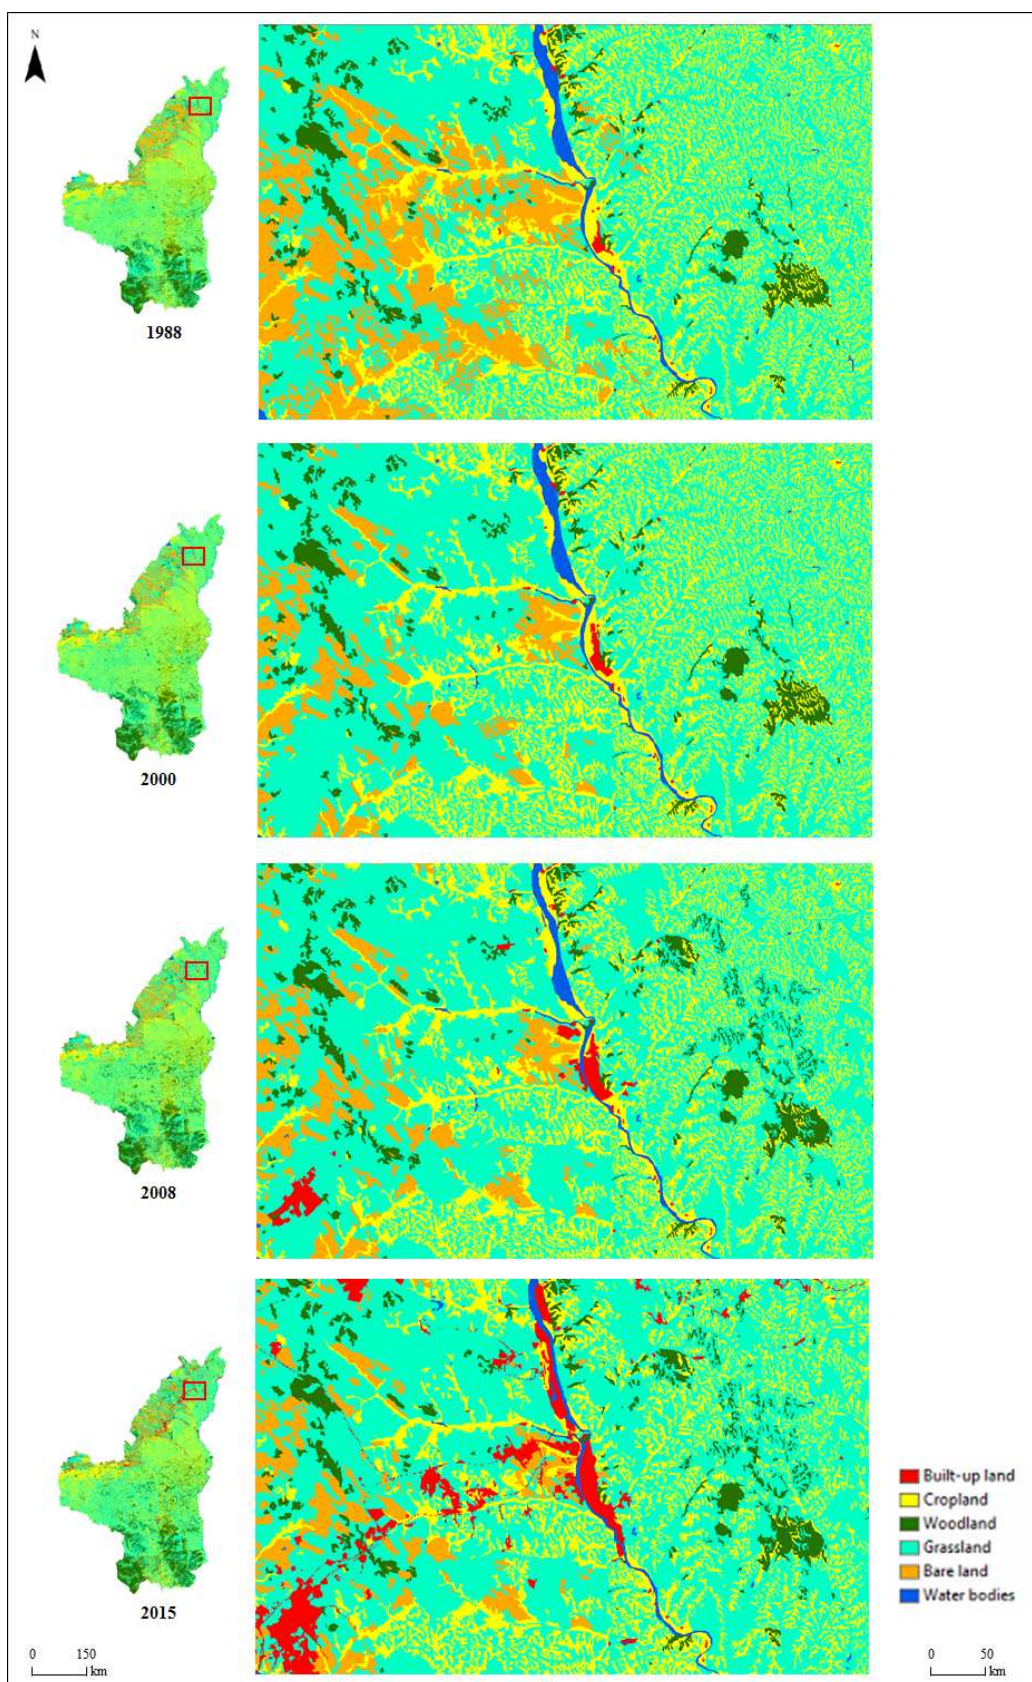 N
1988
2000
2008
2015
Built-up land
Cropland
Woodland
Grassland
Bare land
Water bodies
0 150
km
0 50
km